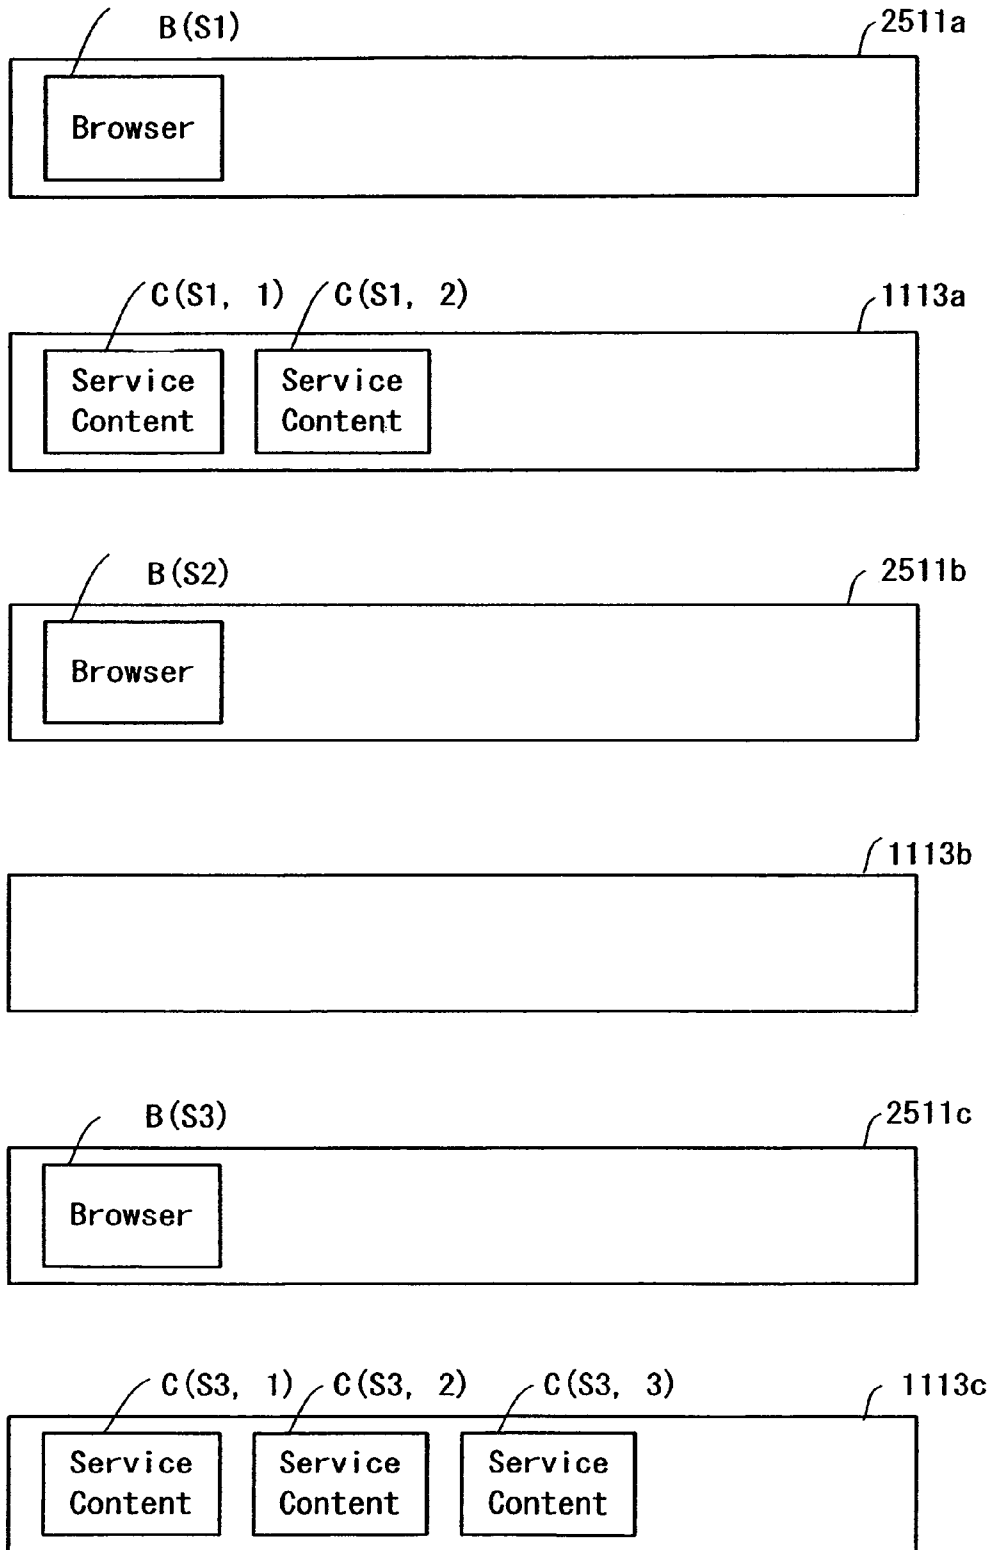 B(S1)
2511a
Browser
C(S1, 1)
C(S1, 2)
1113a
Service
Content
Service
Content
B(S2)
2511b
Browser
1113b
B(S3)
2511c
Browser
C(S3, 1)
C(S3, 2)
C(S3, 3)
1113c
Service
Content
Service
Content
Service
Content